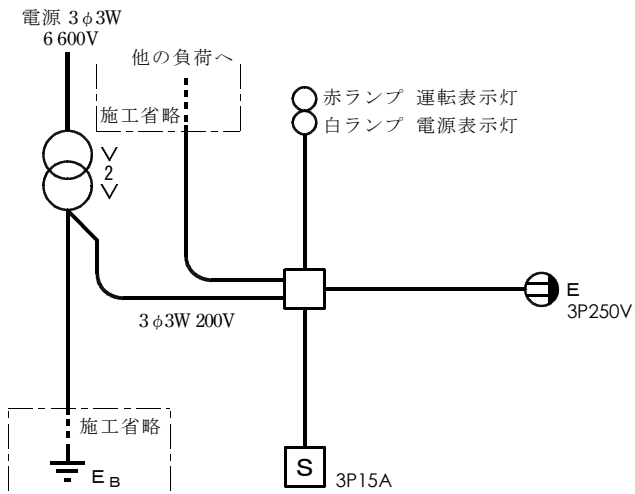 電源 3φ3W
6 600V
他の負荷へ
施工省略
赤ランプ 運転表示灯
白ランプ 電源表示灯
V
2
V
E
3P250V
3φ3W 200V
施工省略
EB
S
3P15A